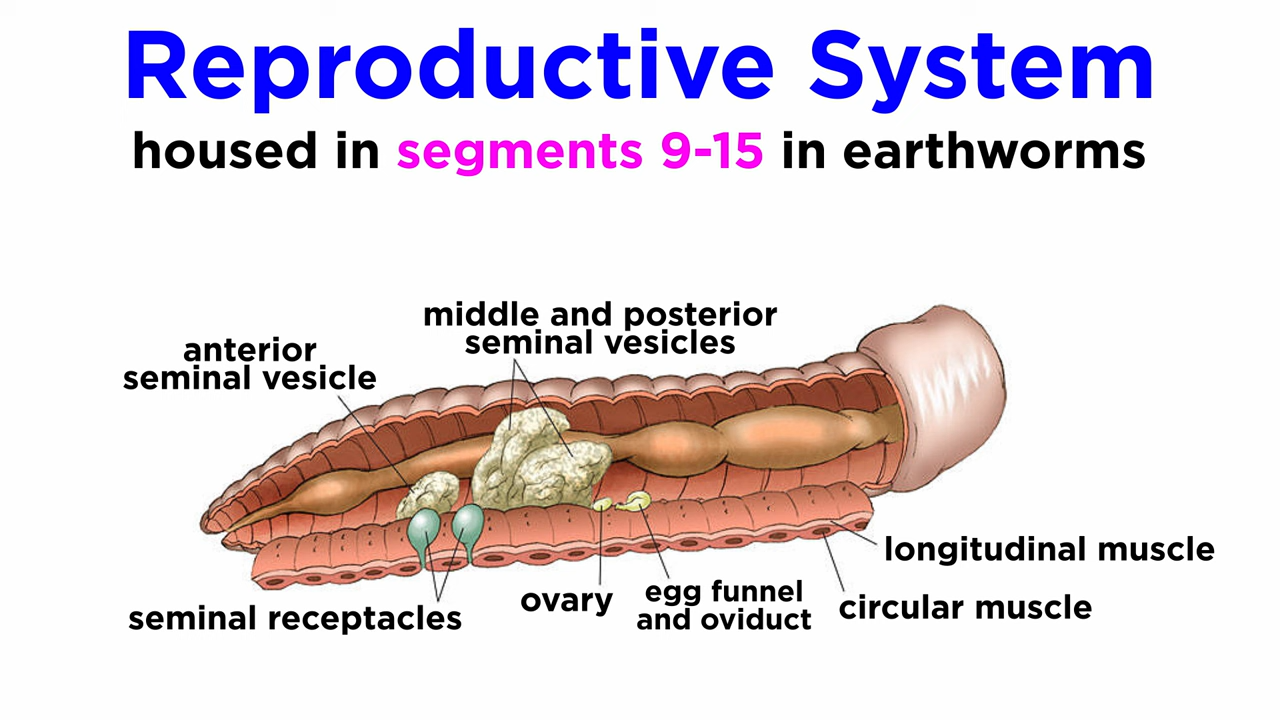 Reproductive System
housed in segments 9-15 in earthworms
middle and posterior
seminal vesicles
anterior
seminal vesicle
longitudinal muscle
circular muscle
egg funnel
and oviduct
ovary
seminal receptacles